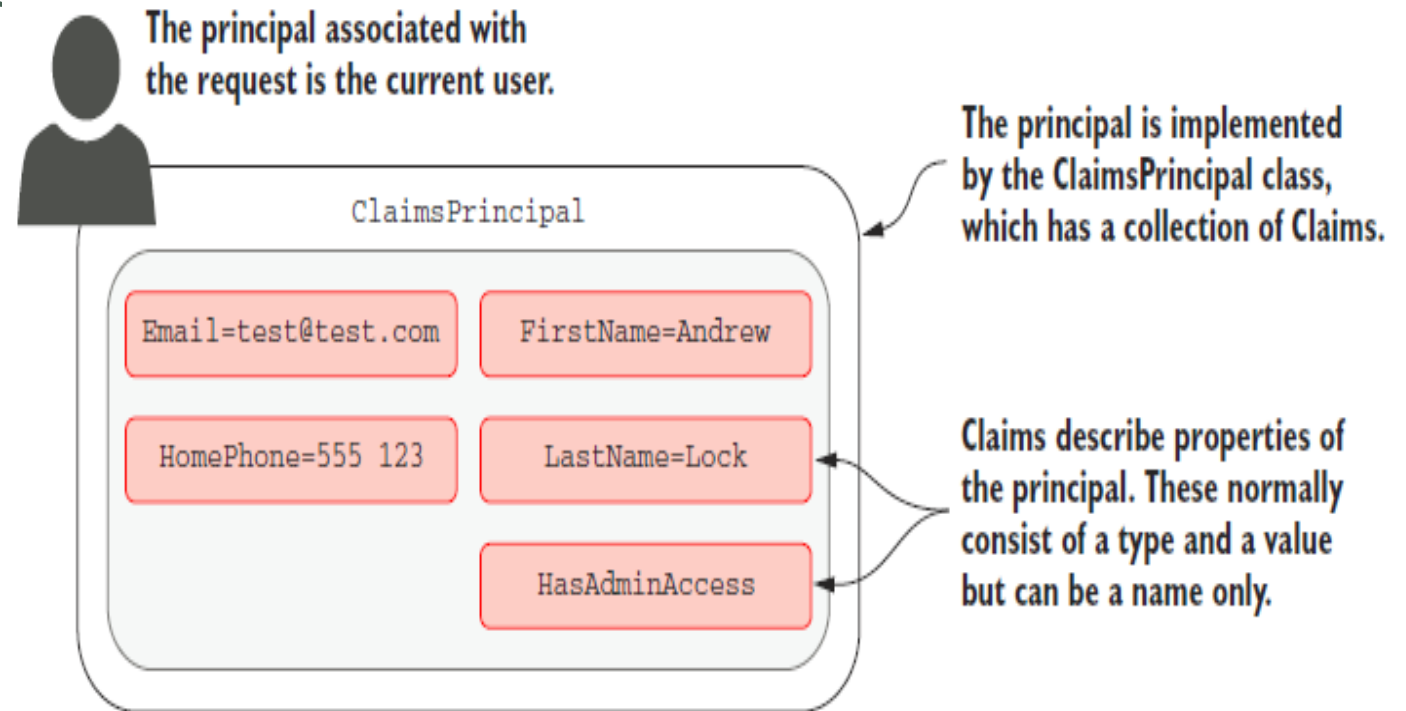 The principal associated with
the request is the current user.
The principal is implemented
by the ClaimsPrincipal class,
which has a collection of Claims.
ClaimsPrincipal
Email=test@test.com
FirstName=Andrew
HomePhone=555 123
LastName=Lock
HasAdminAccess
Claims describe properties of
the principal. These normally
consist of a type and a value
but can be a name only.